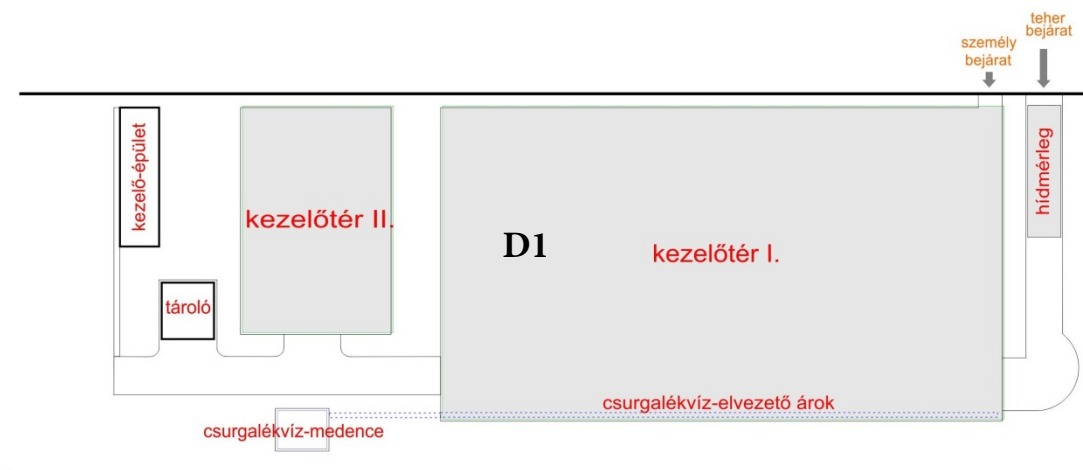 teher
bejárat
személy
bejárat
kezelő-épület
kezelőtér II.
D1
kezelőtér I.
hídmérleg
tároló
csurgalékvíz-elvezető árok
csurgalékvíz-medence